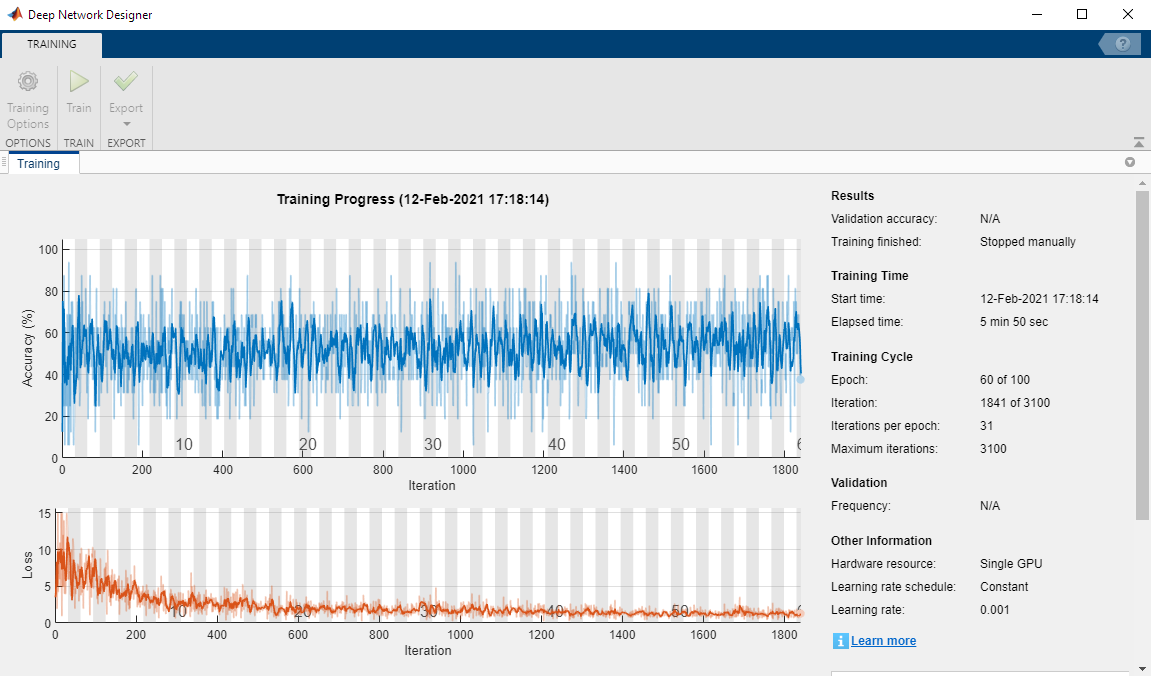 Deep Network Designer
TRAINING
?
Training Options
Train
Export
OPTIONS
TRAIN
EXPORT
Training
Training Progress (12-Feb-2021 17:18:14)
100
80
60
40
20
0
Accuracy (%)
10 20 30 40 50 6
0 200 400 600 800 1000 1200 1400 1600 1800
Iteration
15
10
5
0
Loss
10 20 30 40 50
0 200 400 600 800 1000 1200 1400 1600 1800
Iteration
Results
Validation accuracy: N/A
Training finished: Stopped manually
Training Time
Start time: 12-Feb-2021 17:18:14
Elapsed time: 5 min 50 sec
Training Cycle
Epoch: 60 of 100
Iteration: 1841 of 3100
Iterations per epoch: 31
Maximum iterations: 3100
Validation
Frequency: N/A
Other Information
Hardware resource: Single GPU
Learning rate schedule: Constant
Learning rate: 0.001
i Learn more